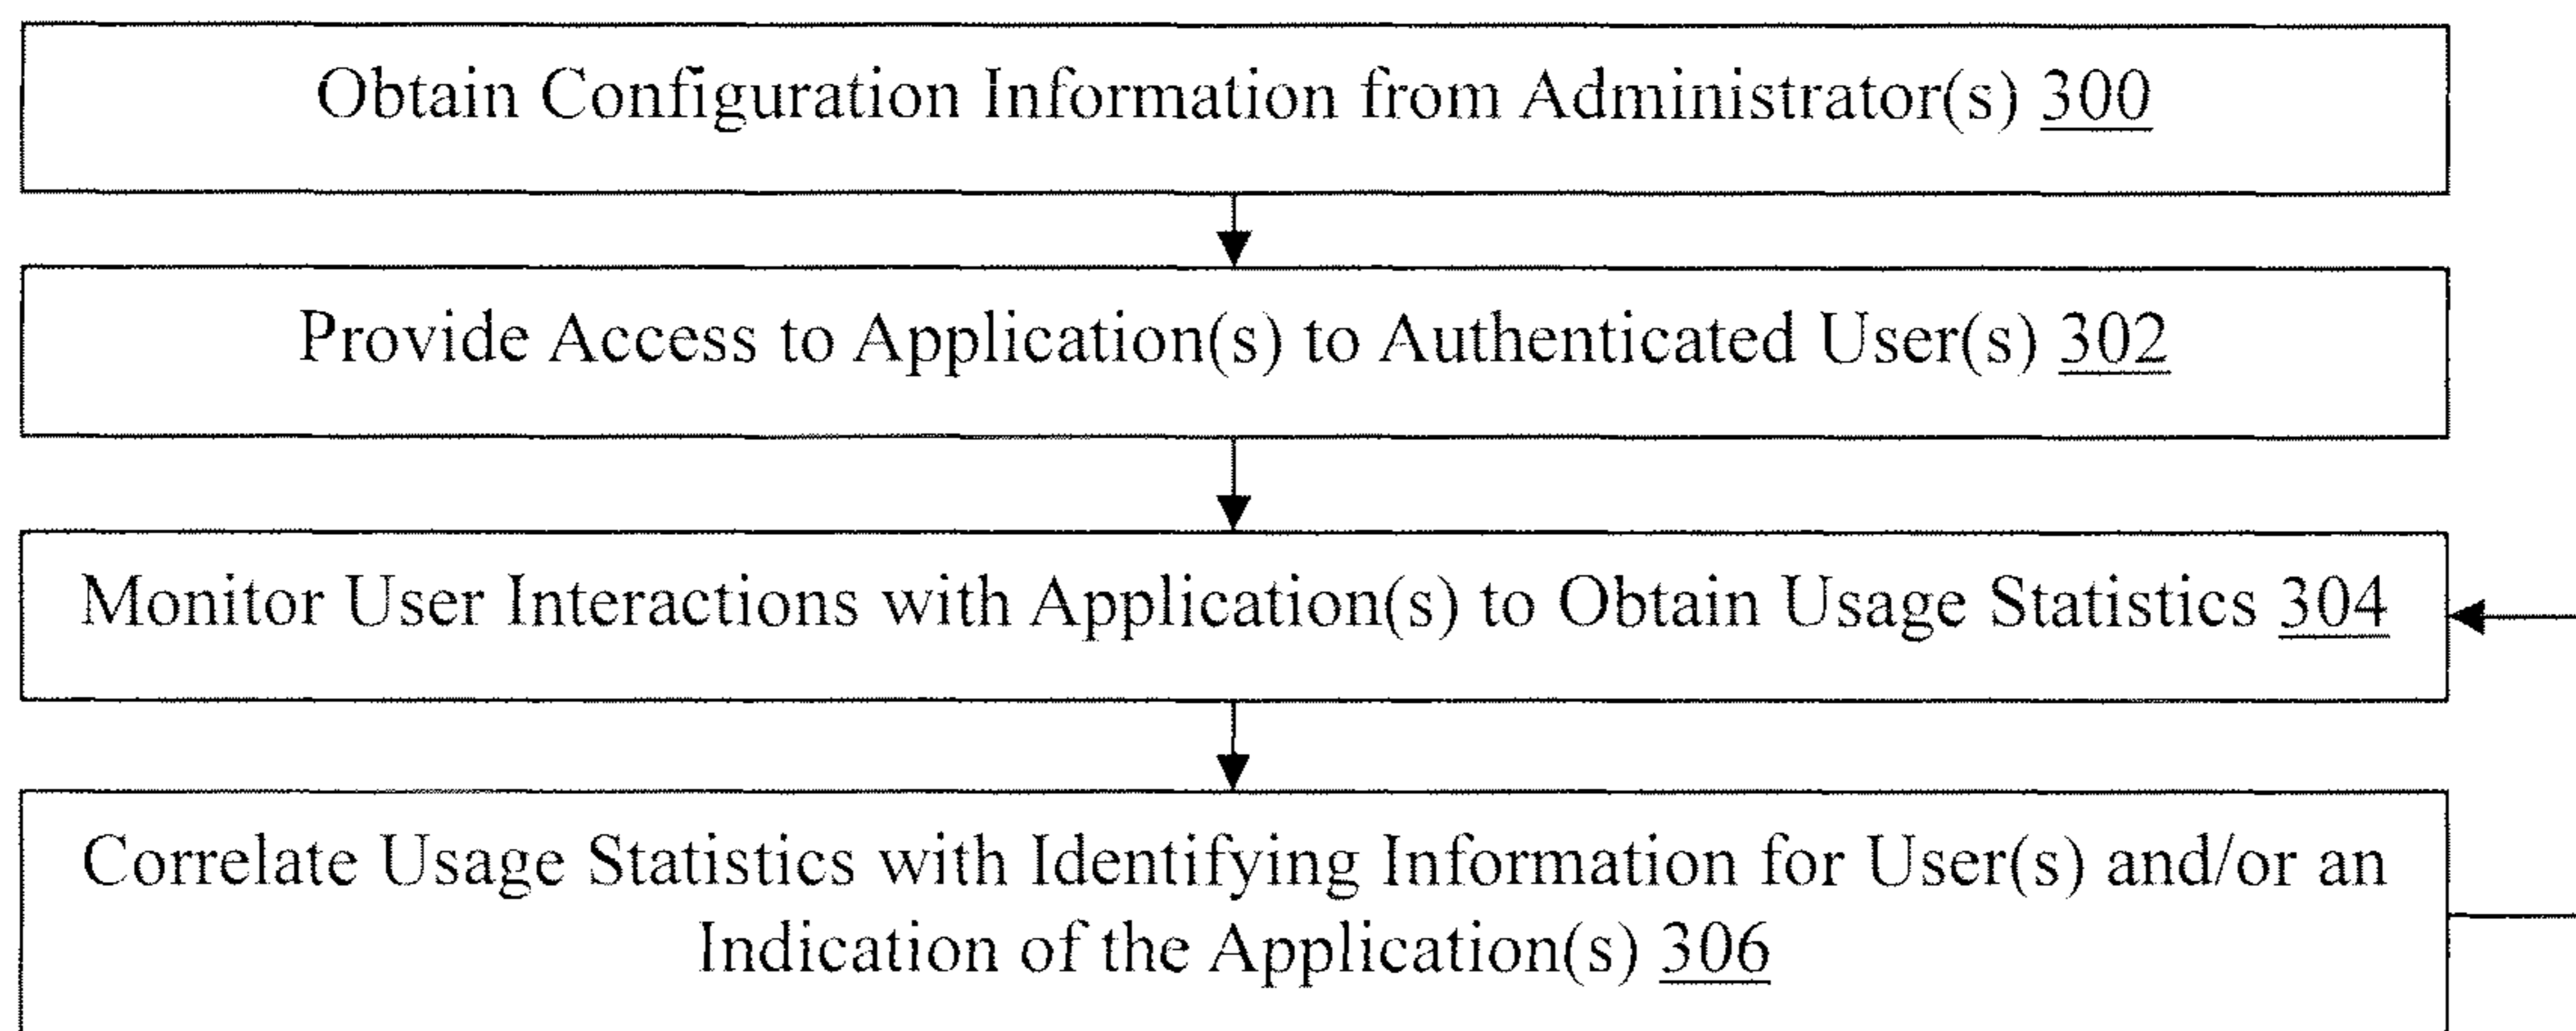 Obtain Configuration Information from Administrator(s) 300
Provide Access to Application(s) to Authenticated User(s) 302
Monitor User Interactions with Application(s) to Obtain Usage Statistics 304
Correlate Usage Statistics with Identifying Information for User(s) and/or an
Indication of the Application(s) 306